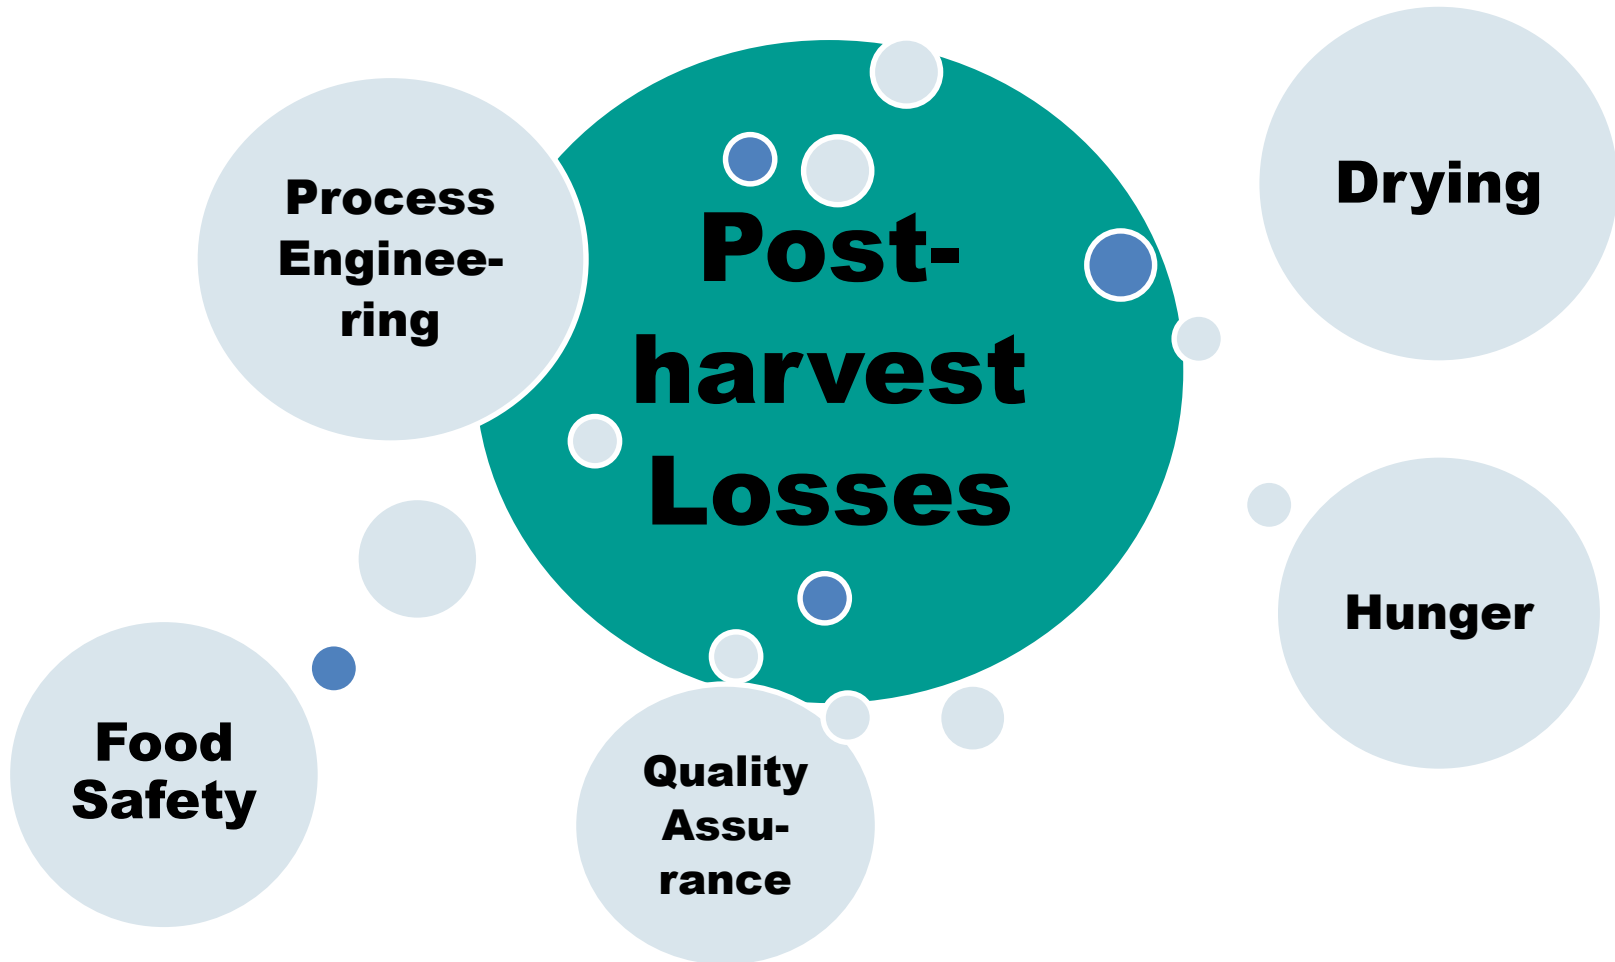 Process
Enginee-
ring
Post-
harvest
Losses
Drying
Hunger
Food
Safety
Quality
Assu-
rance